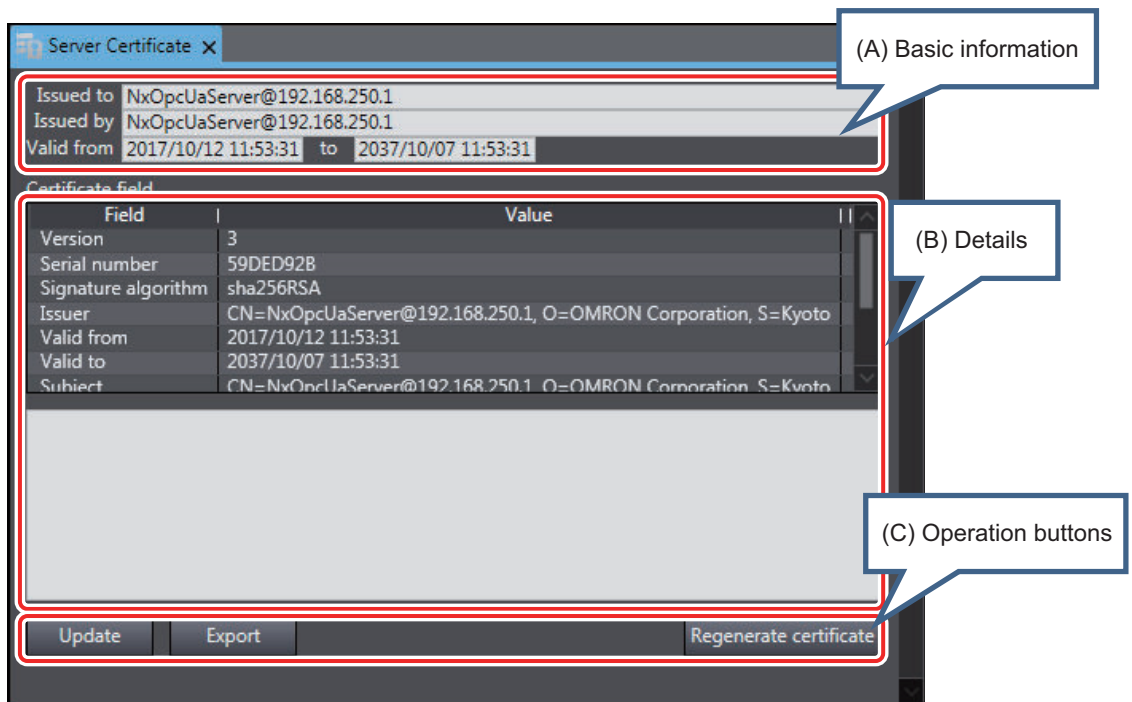 Server Certificate
(A) Basic information
Issued to NxOpcUaServer@192.168.250.1
Issued by NxOpcUaServer@192.168.250.1
Valid from 2017/10/12 11:53:31 to 2037/10/07 11:53:31
Certificate field
Field Value
Version 3
Serial number 59DED92B
Signature algorithm sha256RSA
Issuer CN=NxOpcUaServer@192.168.250.1, O=OMRON Corporation, S=Kyoto
Valid from 2017/10/12 11:53:31
Valid to 2037/10/07 11:53:31
Subject CN=NxOpcUaServer@192.168.250.1, O=OMRON Corporation, S=Kyoto
(B) Details
(C) Operation buttons
Update Export Regenerate certificate